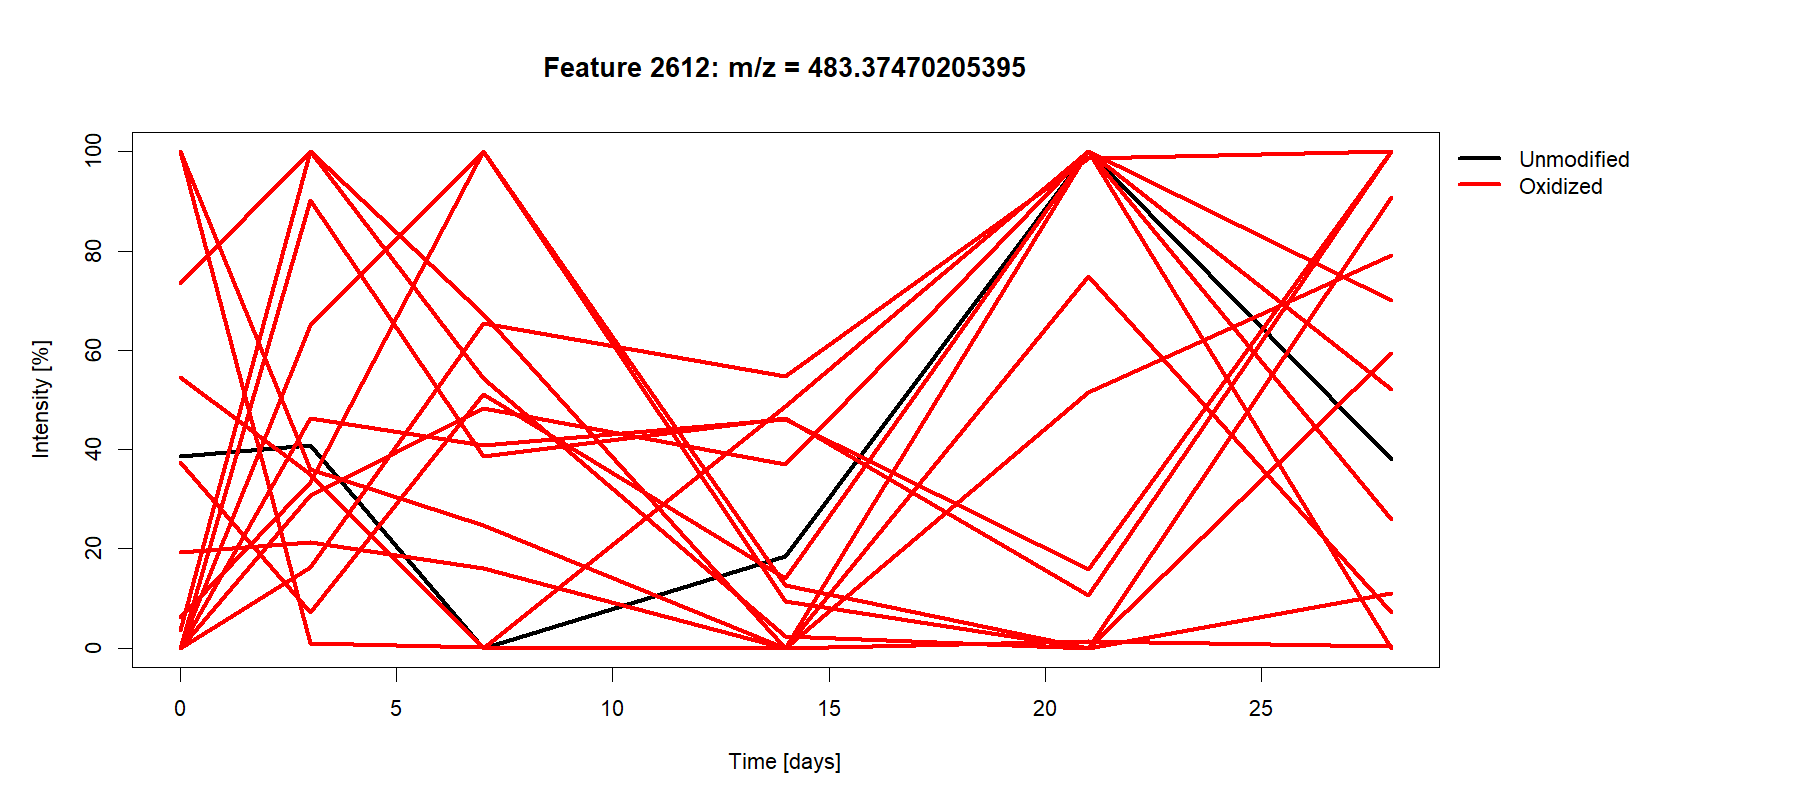 Feature 2612: m/z = 483.37470205395
Unmodified
Oxidized
Intensity [%]
100
80
60
40
20
0
0 5 10 15 20 25
Time [days]